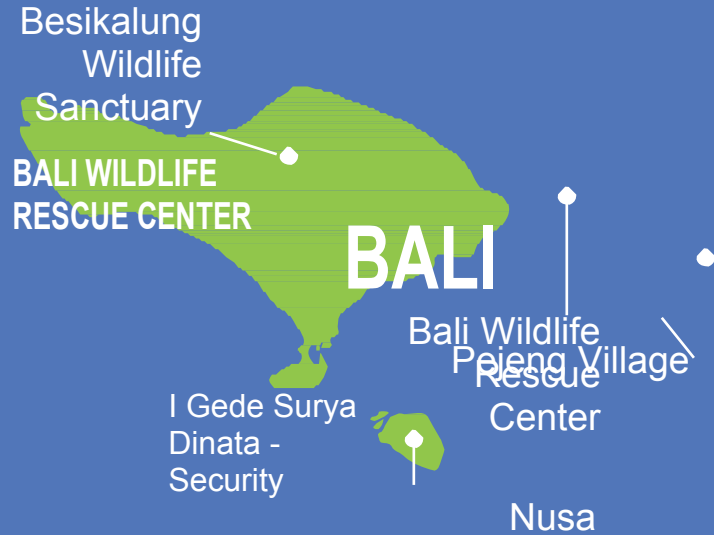 Besikalung
Wildlife
Sanctuary
BALI WILDLIFE
RESCUE CENTER
BALI
Bali Wildlife
Rescue
Center
Pejeng Village
I Gede Surya
Dinata -
Security
Nusa